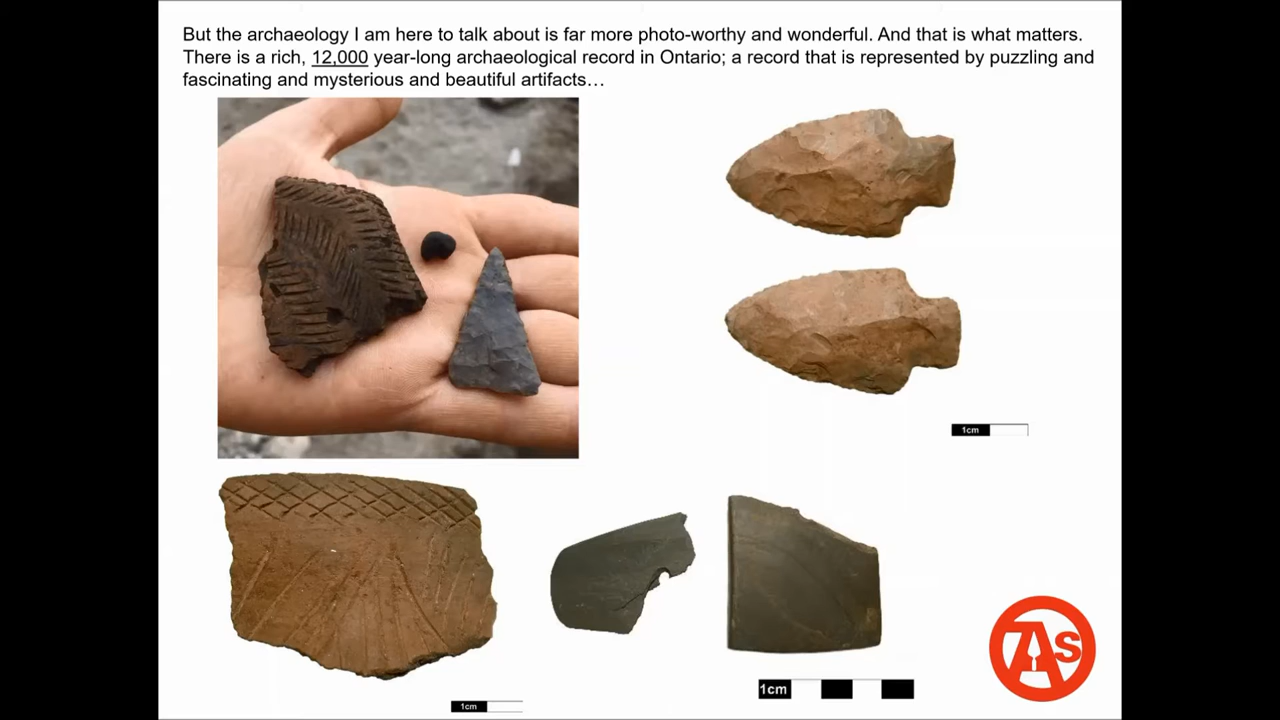 But the archaeology I am here to talk about is far more photo-worthy and wonderful. And that is what matters.
There is a rich, 12,000 year-long archaeological record in Ontario; a record that is represented by puzzling and
fascinating and mysterious and beautiful artifacts…
1cm
1cm
1cm
As